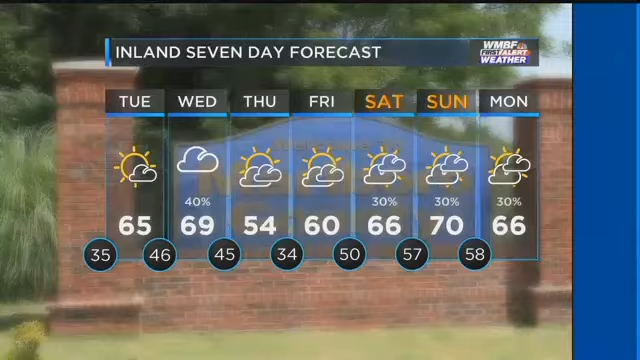 INLAND SEVEN DAY FORECAST
WMBF
FIRST ALERT
WEATHER
TUE WED THU FRI SAT SUN MON
40% 30% 30% 30%
65 69 54 60 66 70 66
35 46 45 34 50 57 58